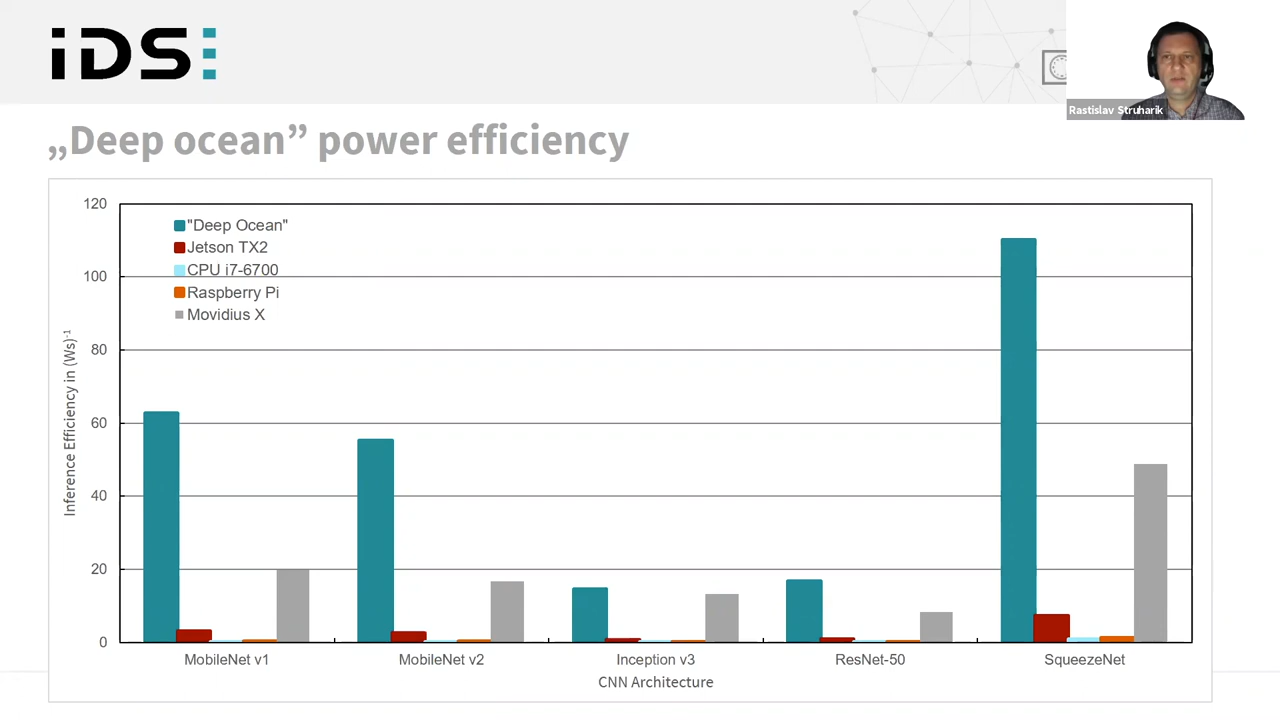 iDS
Rastislav Struharik
„Deep ocean” power efficiency
120
100
80
60
40
20
0
Inference Efficiency in (Ws)-1
"Deep Ocean"
Jetson TX2
CPU i7-6700
Raspberry Pi
Movidius X
MobileNet v1
MobileNet v2
Inception v3
ResNet-50
SqueezeNet
CNN Architecture